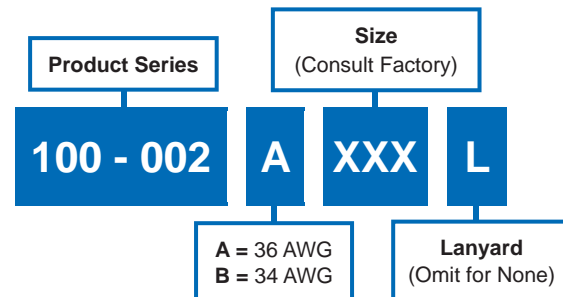 Product Series
Size
(Consult Factory)
100 - 002 A XXX L
A = 36 AWG
B = 34 AWG
Lanyard
(Omit for None)